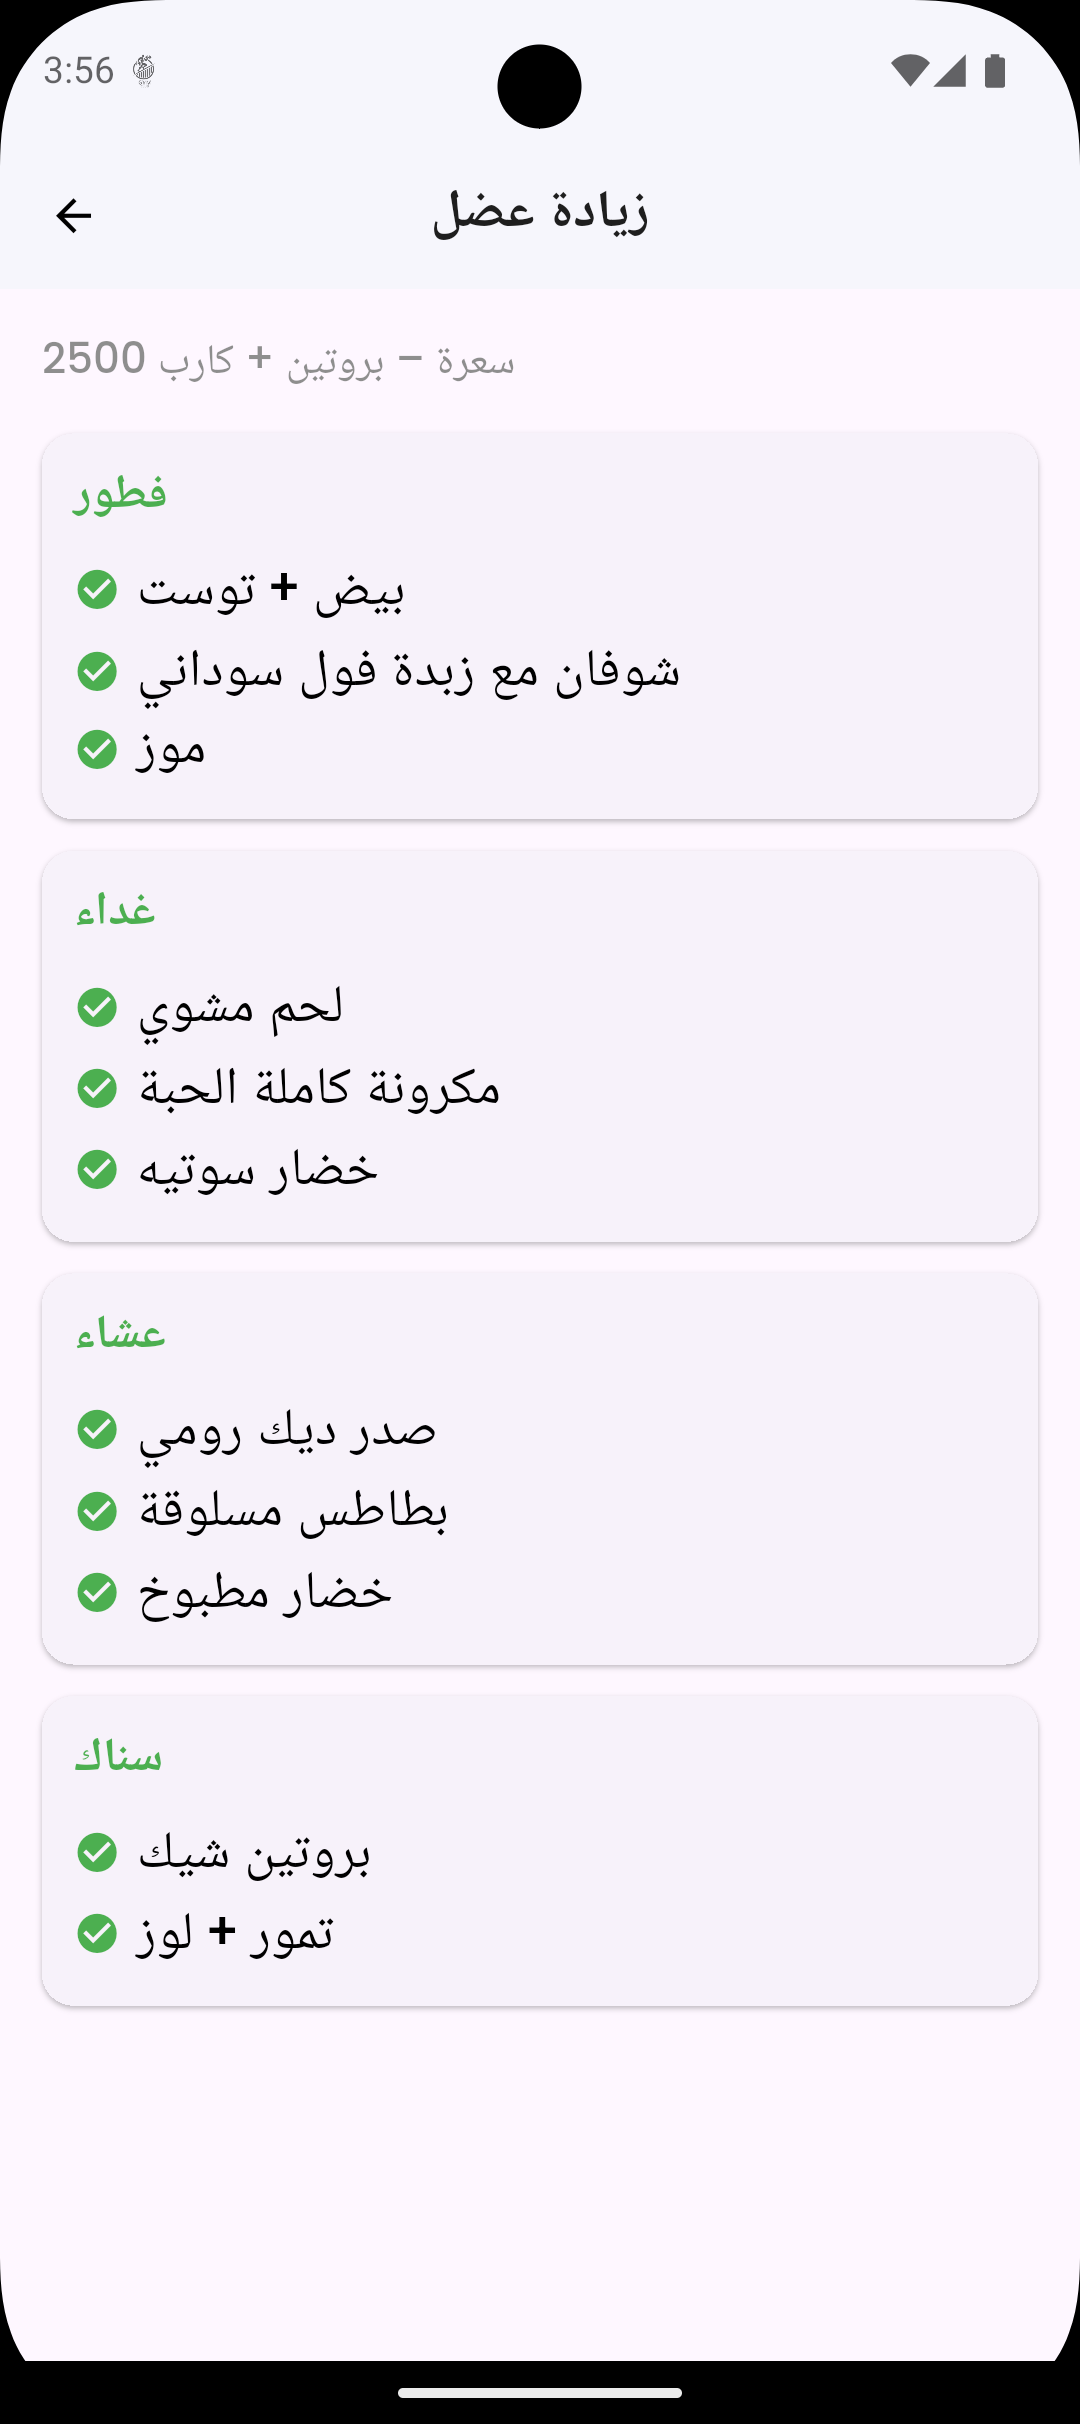 3:56
زيادة عضل
2500 سعرة – بروتين + كارب
فطور
بيض + توست
شوفان مع زبدة فول سوداني
موز
غداء
لحم مشوي
مكرونة كاملة الحبة
خضار سوتيه
عشاء
صدر ديك رومي
بطاطس مسلوقة
خضار مطبوخ
سناك
بروتين شيك
تمور + لوز